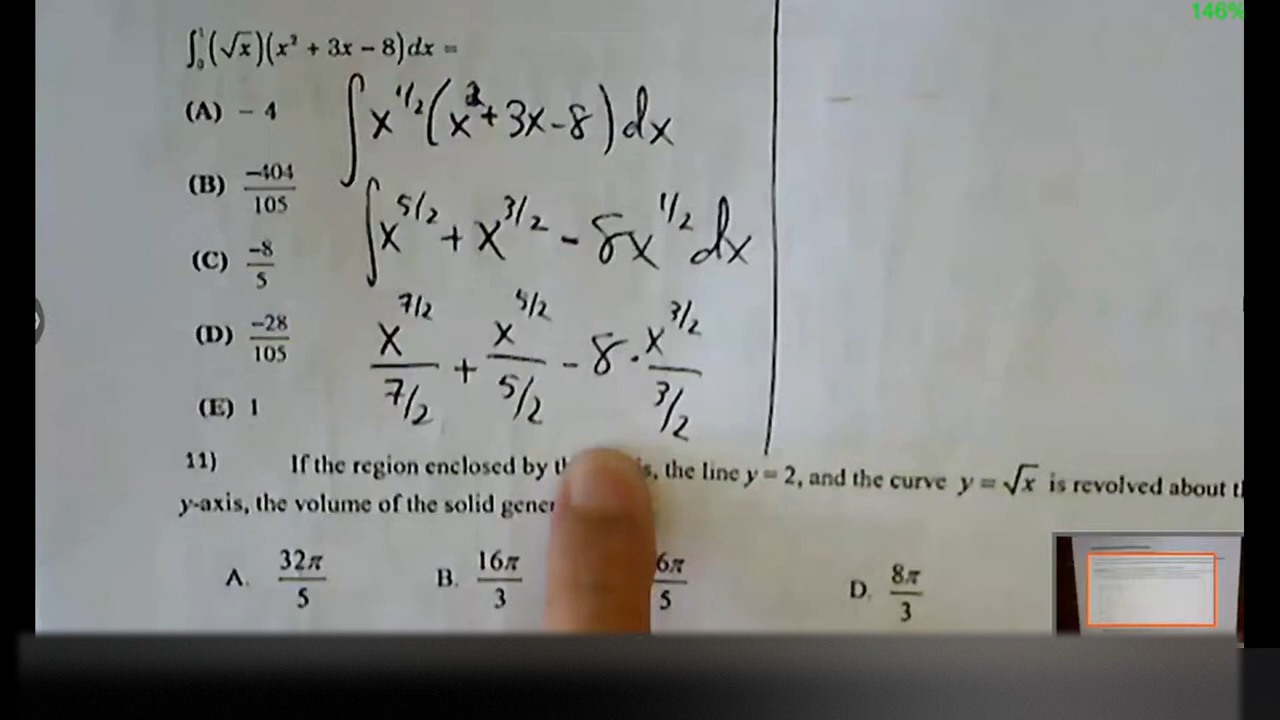 146%
∫₀¹(√x)(x² + 3x − 8)dx =
(A) − 4
∫ x^1/2 (x² + 3x − 8) dx
(B) −404/105
∫ x^5/2 + x^3/2 − 8x^1/2 dx
(C) −8/5
(D) −28/105
x^7/2 / 7/2 + x^5/2 / 5/2 − 8 · x^3/2 / 3/2
(E) 1
11) If the region enclosed by the line y = 2, and the curve y = √x is revolved about
y-axis, the volume of the solid
A. 32π/5 B. 16π/3 6π/5 D. 8π/3